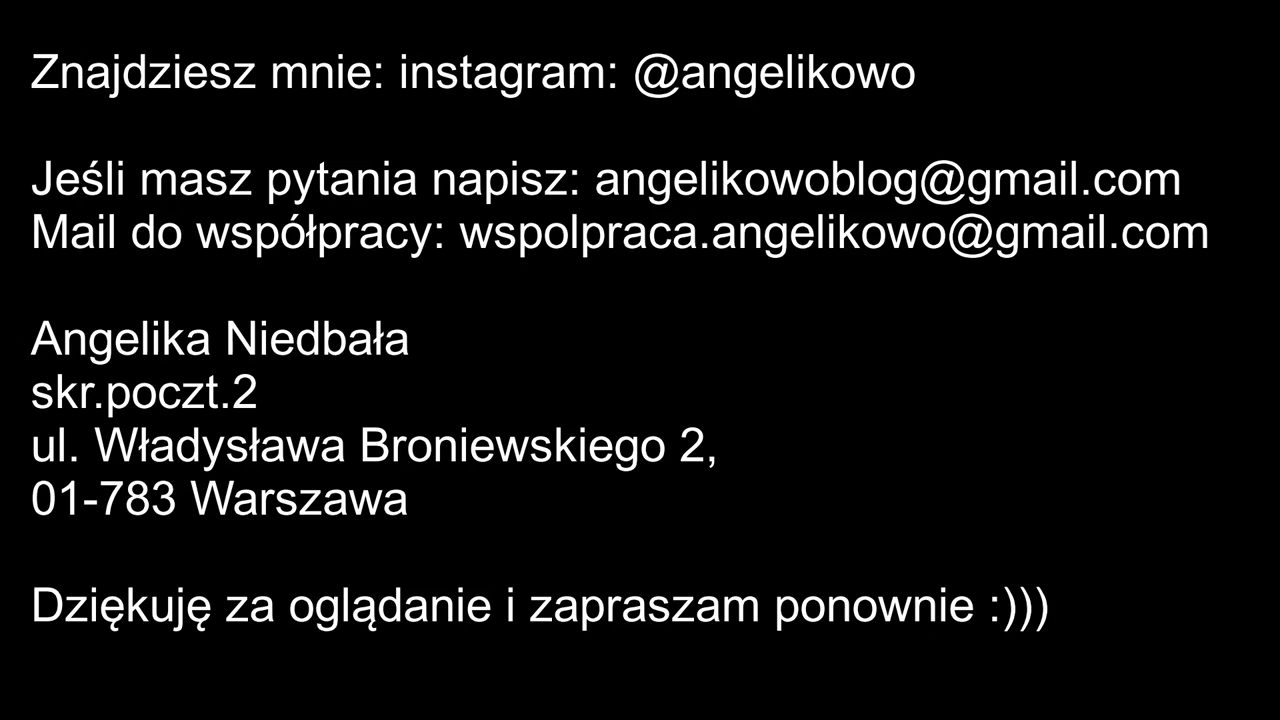 Znajdziesz mnie: instagram: @angelikowo
Jeśli masz pytania napisz: angelikowoblog@gmail.com
Mail do współpracy: wspolpraca.angelikowo@gmail.com
Angelika Niedbała
skr.poczt.2
ul. Władysława Broniewskiego 2,
01-783 Warszawa
Dziękuję za oglądanie i zapraszam ponownie :)))